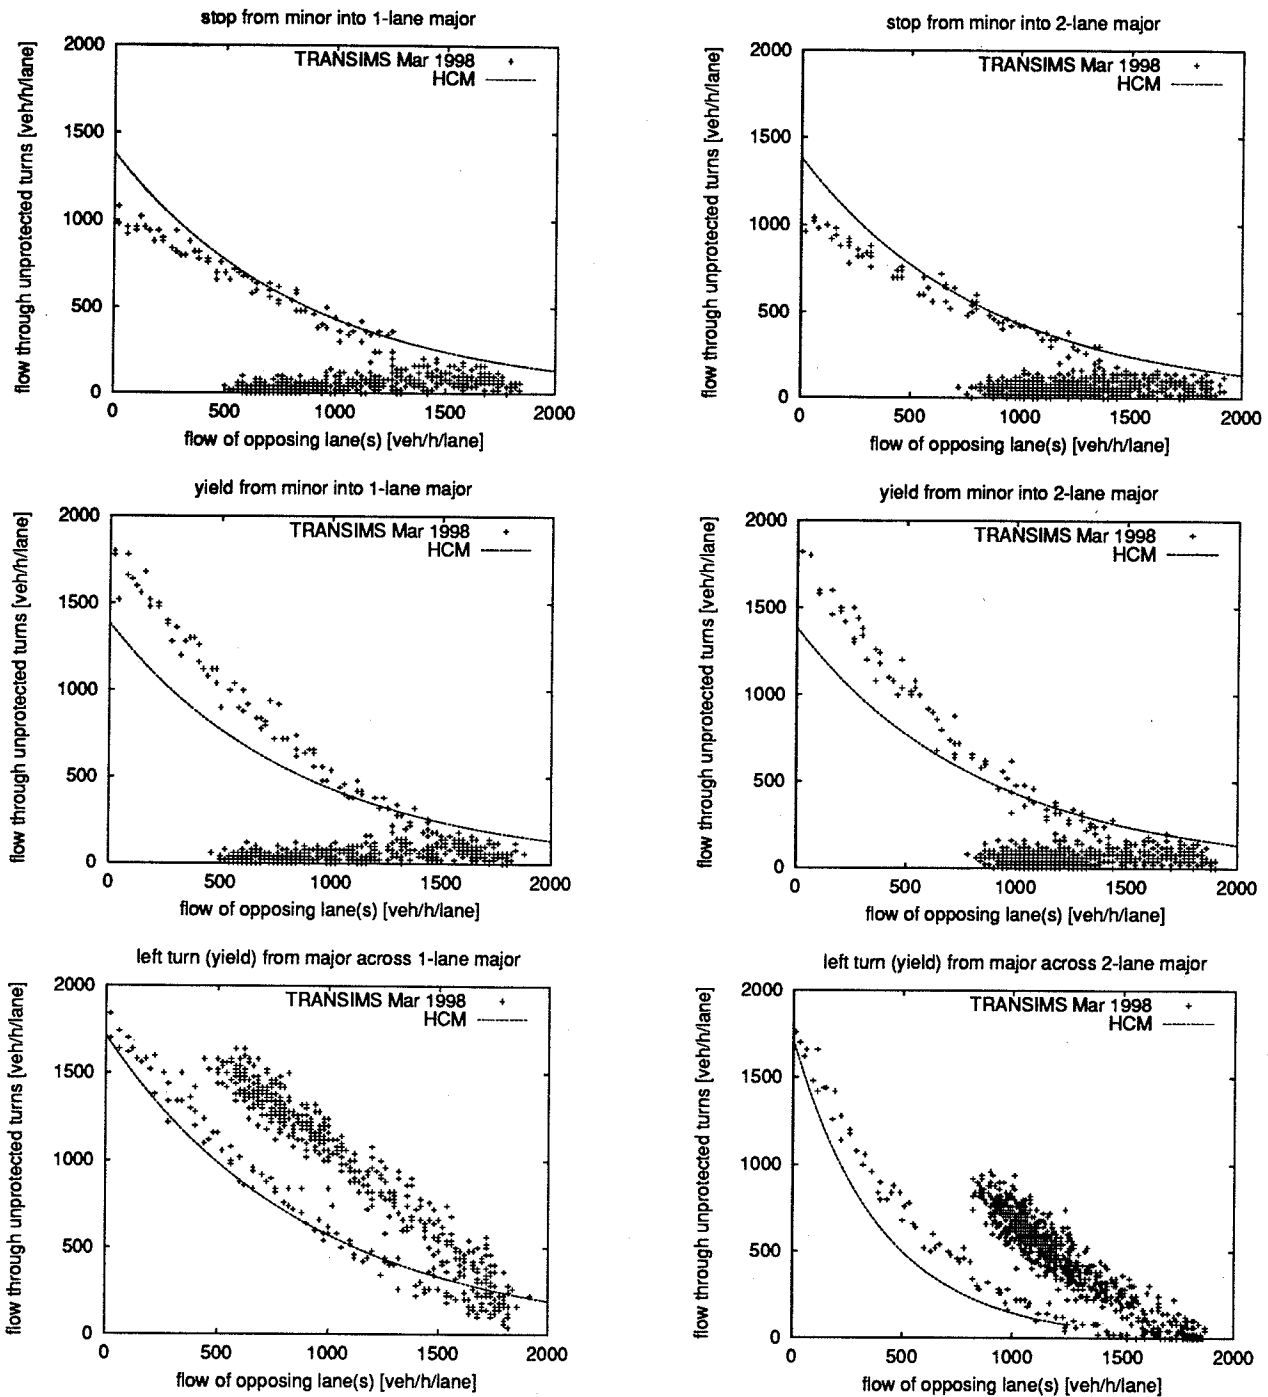 stop from minor into 1-lane major
flow through unprotected turns [veh/h/lane]
2000
1500
1000
500
0
TRANSIMS Mar 1998
HCM
0 500 1000 1500 2000
flow of opposing lane(s) [veh/h/lane]
stop from minor into 2-lane major
flow through unprotected turns [veh/h/lane]
2000
1500
1000
500
0
TRANSIMS Mar 1998
HCM
0 500 1000 1500 2000
flow of opposing lane(s) [veh/h/lane]
yield from minor into 1-lane major
flow through unprotected turns [veh/h/lane]
2000
1500
1000
500
0
TRANSIMS Mar 1998
HCM
0 500 1000 1500 2000
flow of opposing lane(s) [veh/h/lane]
yield from minor into 2-lane major
flow through unprotected turns [veh/h/lane]
2000
1500
1000
500
0
TRANSIMS Mar 1998
HCM
0 500 1000 1500 2000
flow of opposing lane(s) [veh/h/lane]
left turn (yield) from major across 1-lane major
flow through unprotected turns [veh/h/lane]
2000
1500
1000
500
0
TRANSIMS Mar 1998
HCM
0 500 1000 1500 2000
flow of opposing lane(s) [veh/h/lane]
left turn (yield) from major across 2-lane major
flow through unprotected turns [veh/h/lane]
2000
1500
1000
500
0
TRANSIMS Mar 1998
HCM
0 500 1000 1500 2000
flow of opposing lane(s) [veh/h/lane]